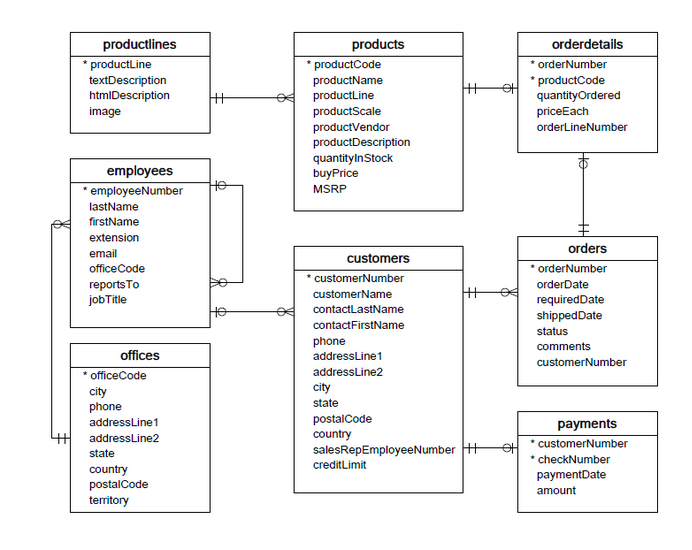 productlines
* productLine
textDescription
htmlDescription
image
products
* productCode
productName
productLine
productScale
productVendor
productDescription
quantityInStock
buyPrice
MSRP
orderdetails
* orderNumber
* productCode
quantityOrdered
priceEach
orderLineNumber
employees
* employeeNumber
lastName
firstName
extension
email
officeCode
reportsTo
jobTitle
customers
* customerNumber
customerName
contactLastName
contactFirstName
phone
addressLine1
addressLine2
city
state
postalCode
country
salesRepEmployeeNumber
creditLimit
orders
* orderNumber
orderDate
requiredDate
shippedDate
status
comments
customerNumber
offices
* officeCode
city
phone
addressLine1
addressLine2
state
country
postalCode
territory
payments
* customerNumber
* checkNumber
paymentDate
amount